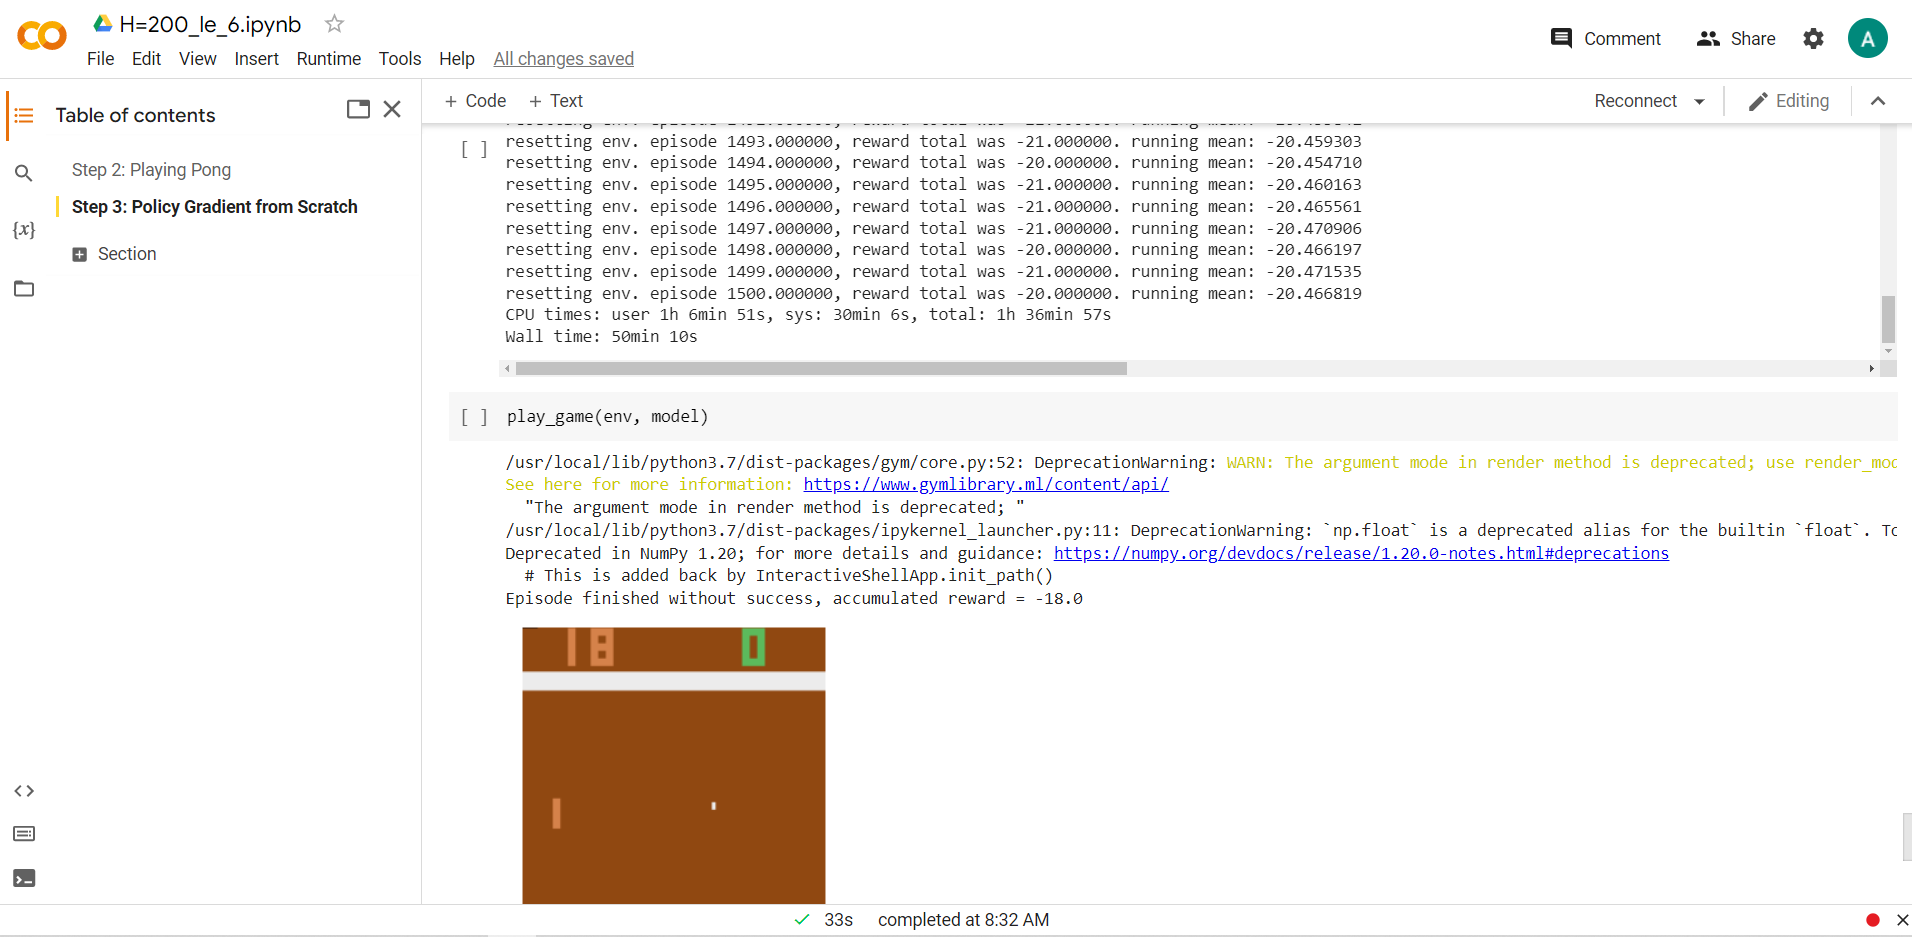 H=200_le_6.ipynb
File Edit View Insert Runtime Tools Help All changes saved
Comment Share A
Table of contents
Step 2: Playing Pong
Step 3: Policy Gradient from Scratch
Section
{x}
+ Code + Text
Reconnect Editing
[ ]
resetting env. episode 1493.000000, reward total was -21.000000. running mean: -20.459303
resetting env. episode 1494.000000, reward total was -20.000000. running mean: -20.454710
resetting env. episode 1495.000000, reward total was -21.000000. running mean: -20.460163
resetting env. episode 1496.000000, reward total was -21.000000. running mean: -20.465561
resetting env. episode 1497.000000, reward total was -21.000000. running mean: -20.470906
resetting env. episode 1498.000000, reward total was -20.000000. running mean: -20.466197
resetting env. episode 1499.000000, reward total was -21.000000. running mean: -20.471535
resetting env. episode 1500.000000, reward total was -20.000000. running mean: -20.466819
CPU times: user 1h 6min 51s, sys: 30min 6s, total: 1h 36min 57s
Wall time: 50min 10s
[ ] play_game(env, model)
/usr/local/lib/python3.7/dist-packages/gym/core.py:52: DeprecationWarning: WARN: The argument mode in render method is deprecated; use render_mod
See here for more information: https://www.gymlibrary.ml/content/api/
"The argument mode in render method is deprecated; "
/usr/local/lib/python3.7/dist-packages/ipykernel_launcher.py:11: DeprecationWarning: `np.float` is a deprecated alias for the builtin `float`. To
Deprecated in NumPy 1.20; for more details and guidance: https://numpy.org/devdocs/release/1.20.0-notes.html#deprecations
# This is added back by InteractiveShellApp.init_path()
Episode finished without success, accumulated reward = -18.0
18 0
33s completed at 8:32 AM